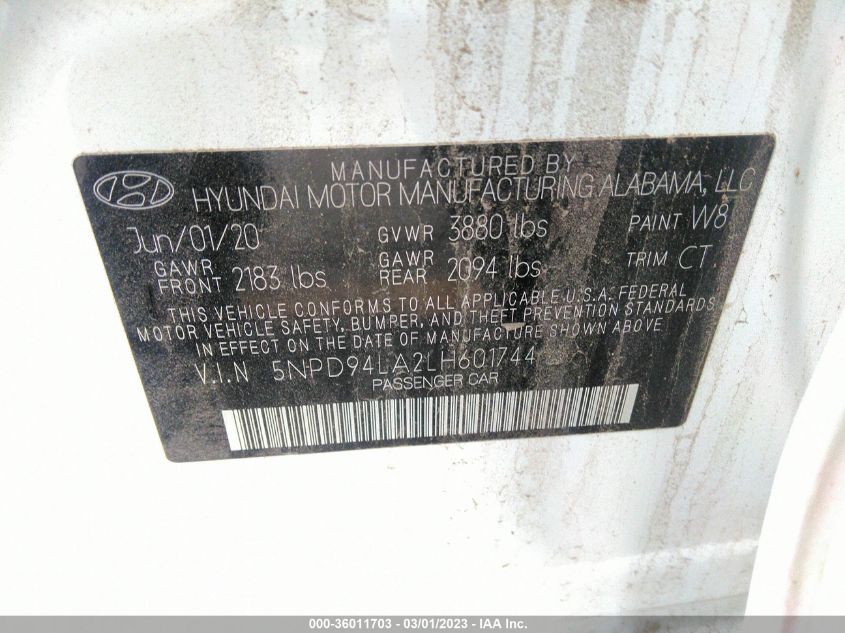 MANUFACTURED BY
HYUNDAI MOTOR MANUFACTURING ALABAMA, LLC
Jun/01/20 GVWR 3880 lbs PAINT W8
GAWR FRONT 2183 lbs GAWR REAR 2094 lbs TRIM CT
THIS VEHICLE CONFORMS TO ALL APPLICABLE U.S.A. FEDERAL
MOTOR VEHICLE SAFETY, BUMPER, AND THEFT PREVENTION STANDARDS
IN EFFECT ON THE DATE OF MANUFACTURE SHOWN ABOVE.
V.I.N 5NPD94LA2LH601744
PASSENGER CAR
000-36011703 - 03/01/2023 - IAA Inc.